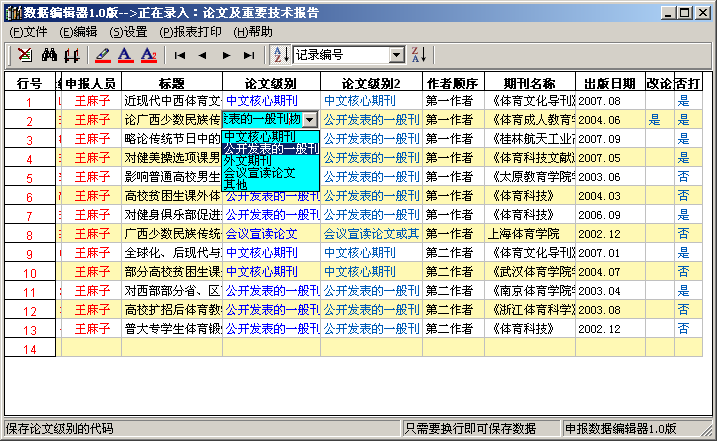 数据编辑器1.0版-->正在录入：论文及重要技术报告
(F)文件 (E)编辑 (S)设置 (P)报表打印 (H)帮助
记录编号
行号 申报人员 标题 论文级别 论文级别2 作者顺序 期刊名称 出版日期 改论 否打
1 王麻子 近现代中西体育文 中文核心期刊 中文核心期刊 第一作者 《体育文化导刊》 2007.08 是
2 王麻子 论广西少数民族传 发表的一般刊物 公开发表的一般刊 第一作者 《体育成人教育学 2004.06 是 是
3 王麻子 略论传统节日中的 中文核心期刊 第一作者 《桂林航天工业高 2007.09 是
4 王麻子 对健美操选项课男 公开发表的一般刊 第一作者 《体育科技文献通 2007.05 是
5 王麻子 影响普通高校男生 外文期刊 第一作者 《太原教育学院学 2003.06 否
会议宣读论文
其他
6 王麻子 高校贫困生课外体 公开发表的一般刊 公开发表的一般刊 第一作者 《体育科技》 2004.03 否
7 王麻子 对健身俱乐部促进 公开发表的一般刊 公开发表的一般刊 第一作者 《体育科技》 2006.09 是
8 王麻子 广西少数民族传统 会议宣读论文 会议宣读论文或其 第一作者 上海体育学院 2002.12 否
9 王麻子 全球化、后现代与 中文核心期刊 中文核心期刊 第二作者 《体育文化导刊》 2007.01 是
10 王麻子 部分高校贫困生课 中文核心期刊 中文核心期刊 第二作者 《武汉体育学院学 2004.07 否
11 王麻子 对西部部分省、区 公开发表的一般刊 公开发表的一般刊 第二作者 《南京体育学院学 2003.04 是
12 王麻子 高校扩招后体育教 公开发表的一般刊 公开发表的一般刊 第二作者 《浙江体育科学》 2003.08 否
13 王麻子 普大专学生体育锻 公开发表的一般刊 公开发表的一般刊 第二作者 《体育科技》 2002.12 否
14
保存论文级别的代码 只需要换行即可保存数据 申报数据编辑器1.0版